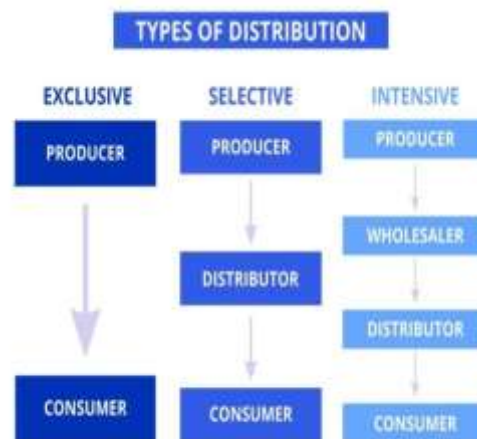 TYPES OF DISTRIBUTION
EXCLUSIVE
PRODUCER
CONSUMER
SELECTIVE
PRODUCER
DISTRIBUTOR
CONSUMER
INTENSIVE
PRODUCER
WHOLESALER
DISTRIBUTOR
CONSUMER